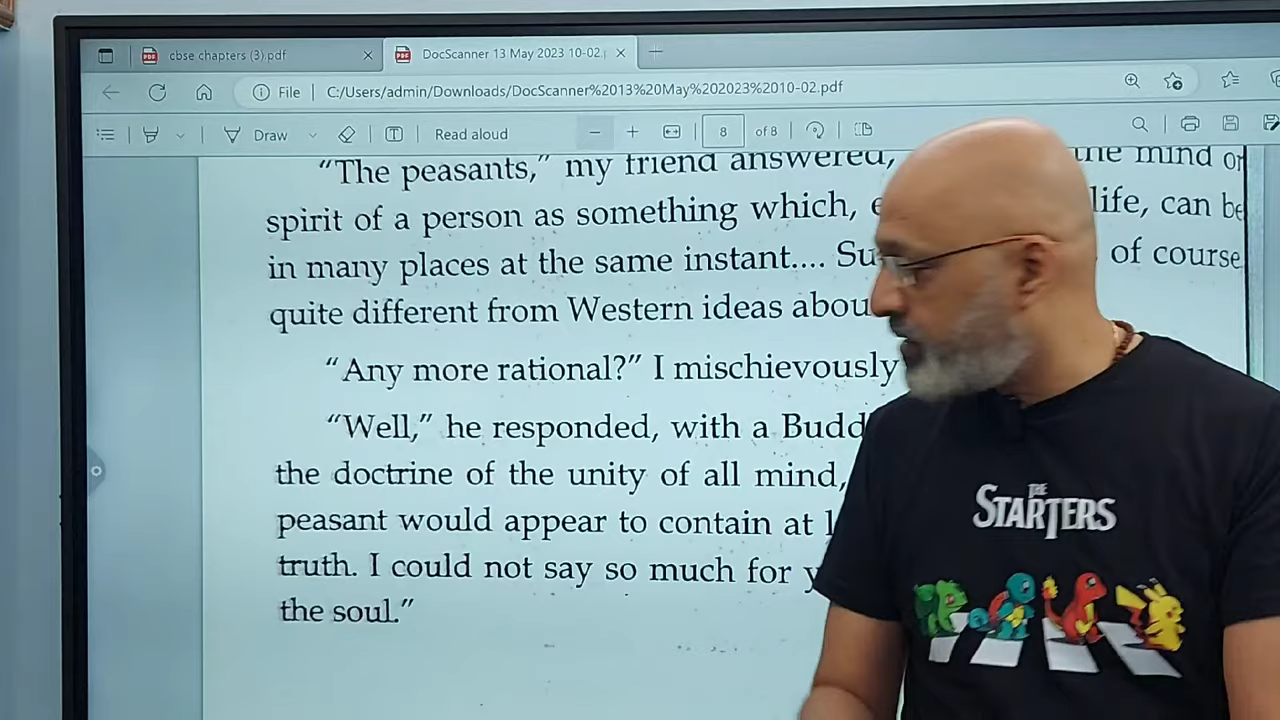 cbse chapters (3).pdf
DocScanner 13 May 2023 10-02.p
File C:/Users/admin/Downloads/DocScanner%2013%20May%202023%2010-02.pdf
Draw Read aloud 8 of 8
“The peasants,” my friend answered, the mind or
spirit of a person as something which, life, can be
in many places at the same instant.... of course
quite different from Western ideas
“Any more rational?” I mischievously
“Well,” he responded, with a
the doctrine of the unity of all mind,
peasant would appear to contain at
truth. I could not say so much for
the soul.”
THE
STARTERS